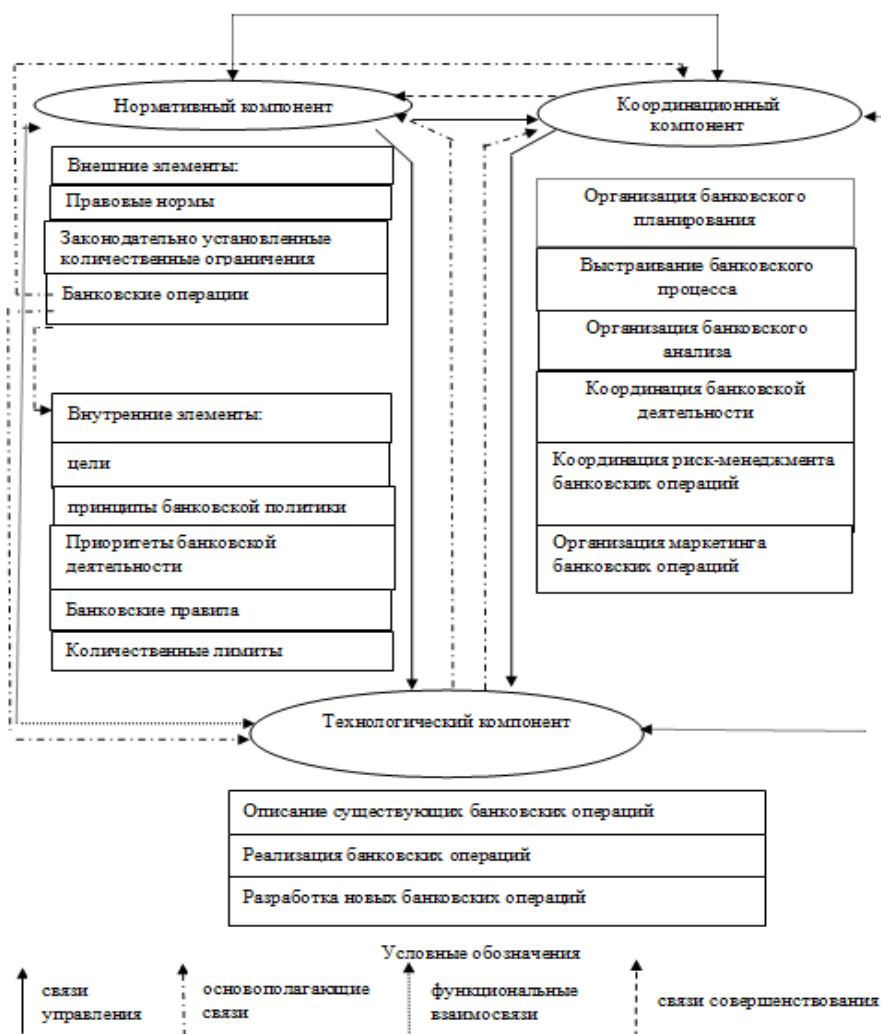 Нормативный компонент
Координационный
компонент
Внешние элементы:
Правовые нормы
Законодательно установленные
количественные ограничения
Банковские операции
Внутренние элементы:
цели
принципы банковской политики
Приоритеты банковской
деятельности
Банковские правила
Количественные лимиты
Организация банковского
планирования
Выстраивание банковского
процесса
Организация банковского
анализа
Координация банковской
деятельности
Координация риск-менеджмента
банковских операций
Организация маркетинга
банковских операций
Технологический компонент
Описание существующих банковских операций
Реализация банковских операций
Разработка новых банковских операций
Условные обозначения
связи
управления
основополагающие
связи
функциональные
взаимосвязи
связи совершенствования